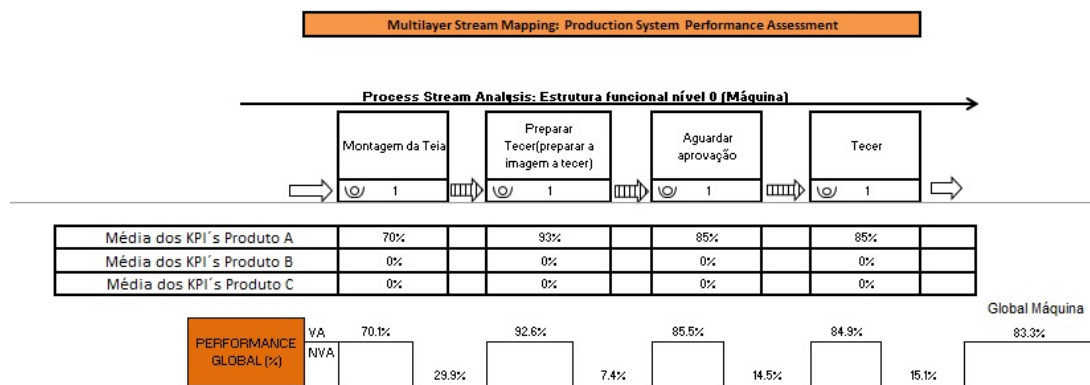 Multilayer Stream Mapping: Production System Performance Assessment
Process Stream Analysis: Estrutura funcional nível 0 (Máquina)
Montagem da Teia
Preparar
Tecer(preparar a
imagem a tecer)
Aguardar
aprovação
Tecer
1 1 1 1
Média dos KPI´s Produto A 70% 93% 85% 85%
Média dos KPI´s Produto B 0% 0% 0% 0%
Média dos KPI´s Produto C 0% 0% 0% 0%
Global Máquina
PERFORMANCE
GLOBAL (%)
VA 70.1% 92.6% 85.5% 84.9% 83.3%
NVA
29.9% 7.4% 14.5% 15.1%